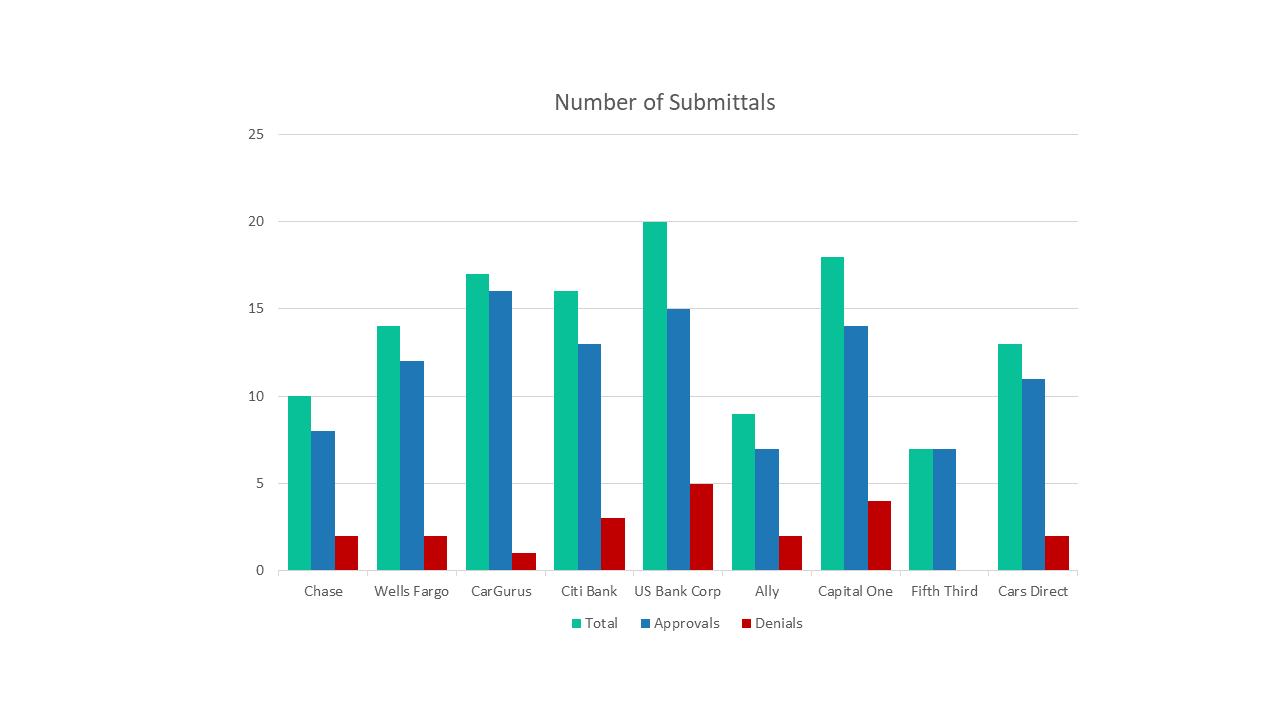 Number of Submittals
25
20
15
10
5
0
Chase Wells Fargo CarGurus Citi Bank US Bank Corp Ally Capital One Fifth Third Cars Direct
Total Approvals Denials